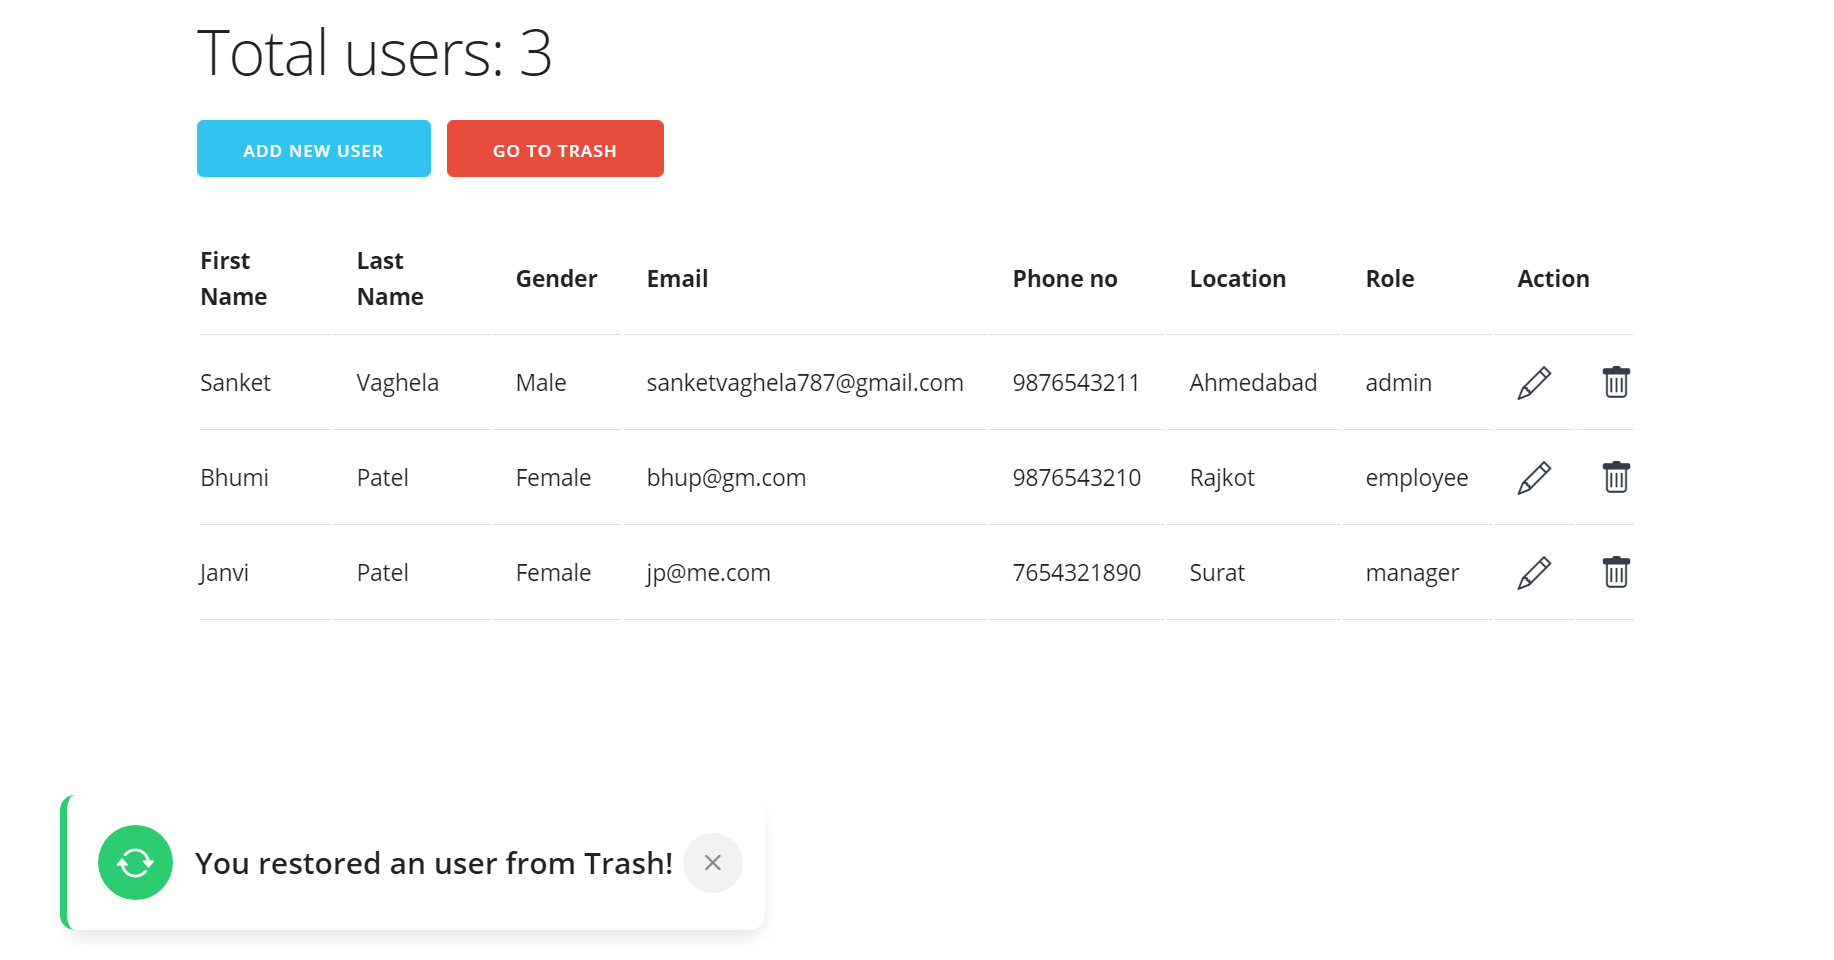 Total users: 3
ADD NEW USER GO TO TRASH
First Name Last Name Gender Email Phone no Location Role Action
Sanket Vaghela Male sanketvaghela787@gmail.com 9876543211 Ahmedabad admin
Bhumi Patel Female bhup@gm.com 9876543210 Rajkot employee
Janvi Patel Female jp@me.com 7654321890 Surat manager
You restored an user from Trash!